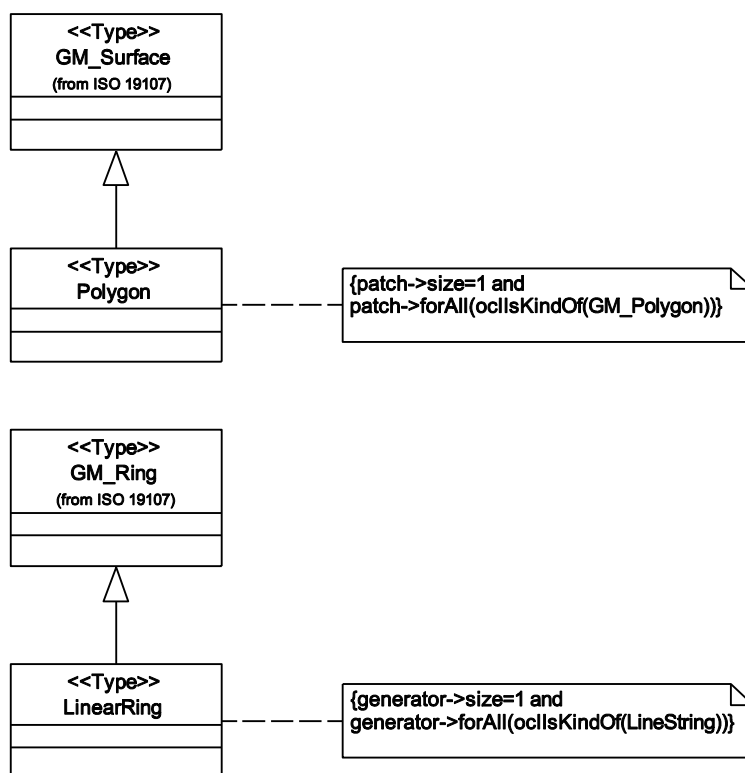 <<Type>>
GM_Surface
(from ISO 19107)
<<Type>>
Polygon
{patch->size=1 and
patch->forAll(oclIsKindOf(GM_Polygon))}
<<Type>>
GM_Ring
(from ISO 19107)
<<Type>>
LinearRing
{generator->size=1 and
generator->forAll(oclIsKindOf(LineString))}